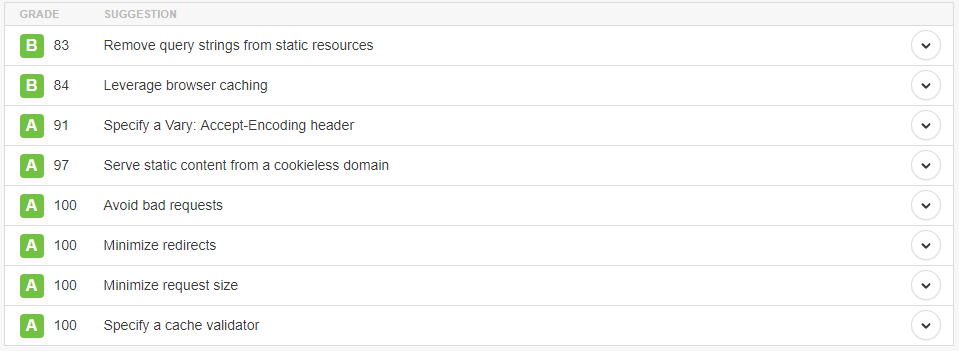 GRADE SUGGESTION
B 83 Remove query strings from static resources
B 84 Leverage browser caching
A 91 Specify a Vary: Accept-Encoding header
A 97 Serve static content from a cookieless domain
A 100 Avoid bad requests
A 100 Minimize redirects
A 100 Minimize request size
A 100 Specify a cache validator